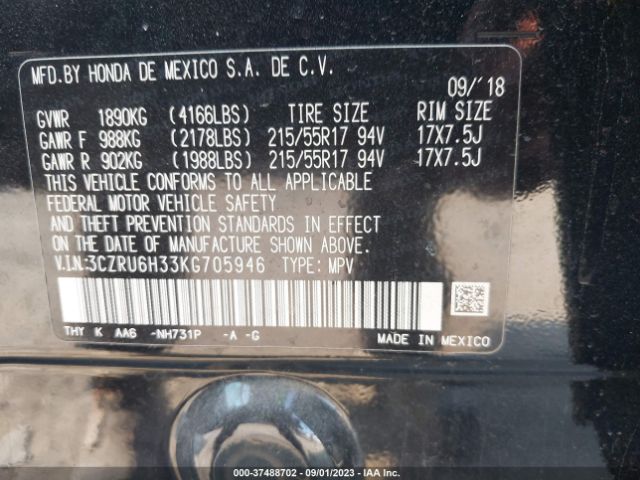 MFD.BY HONDA DE MEXICO S.A. DE C.V.
09/'18
GVWR 1890KG (4166LBS) TIRE SIZE RIM SIZE
GAWR F 988KG (2178LBS) 215/55R17 94V 17X7.5J
GAWR R 902KG (1988LBS) 215/55R17 94V 17X7.5J
THIS VEHICLE CONFORMS TO ALL APPLICABLE
FEDERAL MOTOR VEHICLE SAFETY
AND THEFT PREVENTION STANDARDS IN EFFECT
ON THE DATE OF MANUFACTURE SHOWN ABOVE.
V.I.N:3CZRU6H33KG705946 TYPE: MPV
THY K AA6 -NH731P -A -G
MADE IN MEXICO
000-37488702 - 09/01/2023 - IAA Inc.